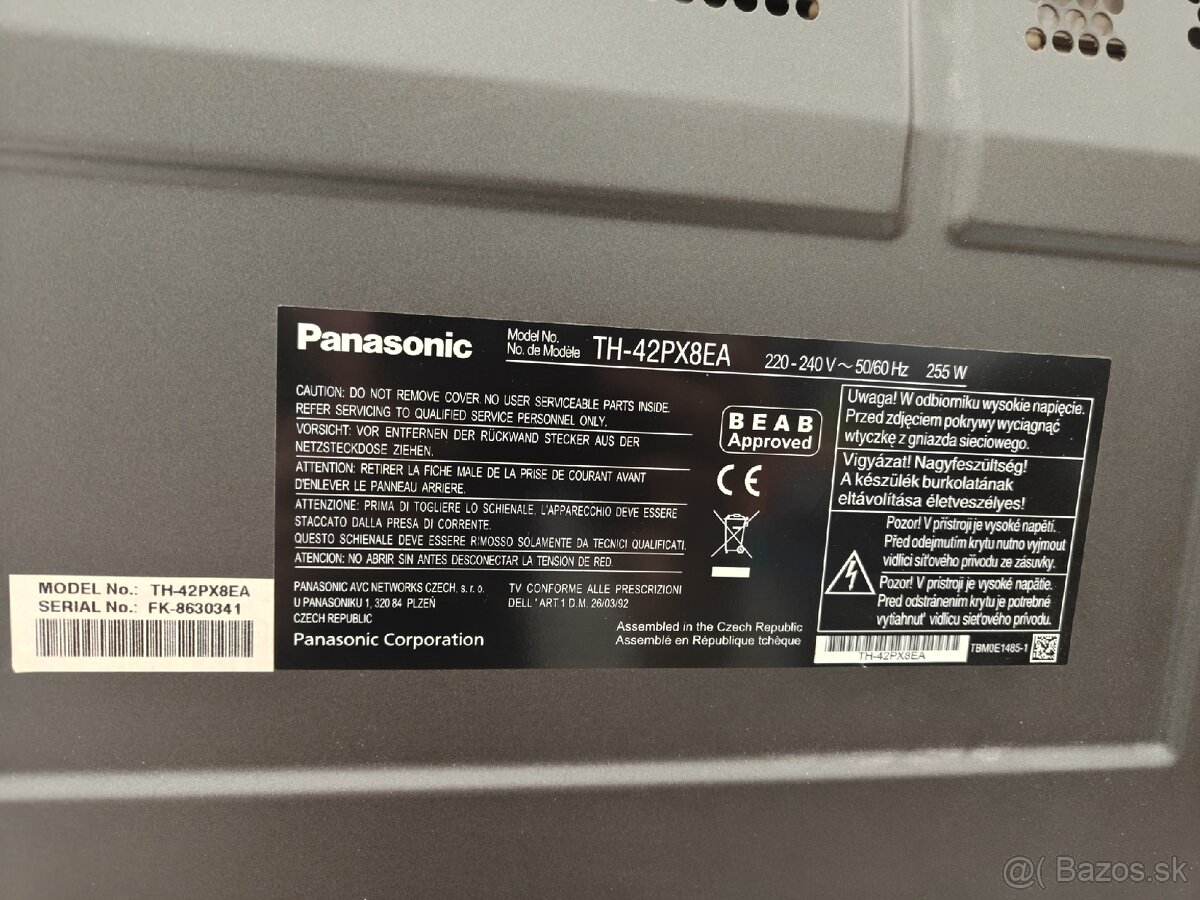 Panasonic
Model No.
No. de Modèle
TH-42PX8EA
220 - 240 V ~ 50/60 Hz 255 W
CAUTION: DO NOT REMOVE COVER. NO USER SERVICEABLE PARTS INSIDE.
REFER SERVICING TO QUALIFIED SERVICE PERSONNEL ONLY.
VORSICHT: VOR ENTFERNEN DER RÜCKWAND STECKER AUS DER
NETZSTECKDOSE ZIEHEN.
ATTENTION: RETIRER LA FICHE MALE DE LA PRISE DE COURANT AVANT
D'ENLEVER LE PANNEAU ARRIERE.
ATTENZIONE: PRIMA DI TOGLIERE LO SCHIENALE, L'APPARECCHIO DEVE ESSERE
STACCATO DALLA PRESA DI CORRENTE.
QUESTO SCHIENALE DEVE ESSERE RIMOSSO SOLAMENTE DA TECNICI QUALIFICATI.
ATENCION: NO ABRIR SIN ANTES DESCONECTAR LA TENSION DE RED.
PANASONIC AVC NETWORKS CZECH, s. r. o.
U PANASONIKU 1, 320 84 PLZEŇ
CZECH REPUBLIC
Panasonic Corporation
TV CONFORME ALLE PRESCRIZIONI
DELL 'ART 1 D.M. 26/03/92
Assembled in the Czech Republic
Assemblé en République tchèque
BEAB
Approved
CE
Uwaga! W odbiorniku wysokie napięcie.
Przed zdjęciem pokrywy wyciągnąć
wtyczkę z gniazda sieciowego.
Vigyázat! Nagyfeszültség!
A készülék burkolatának
eltávolítása életveszélyes!
Pozor! V přístroji je vysoké napětí.
Před odejmutím krytu nutno vyjmout
vidlici síťového přívodu ze zásuvky.
Pozor! V prístroji je vysoké napätie.
Pred odstránením krytu je potrebné
vytiahnuť vidlicu sieťového prívodu.
TH-42PX8EA
TBM0E1485-1
MODEL No.: TH-42PX8EA
SERIAL No.: FK-8630341
@( Bazos.sk